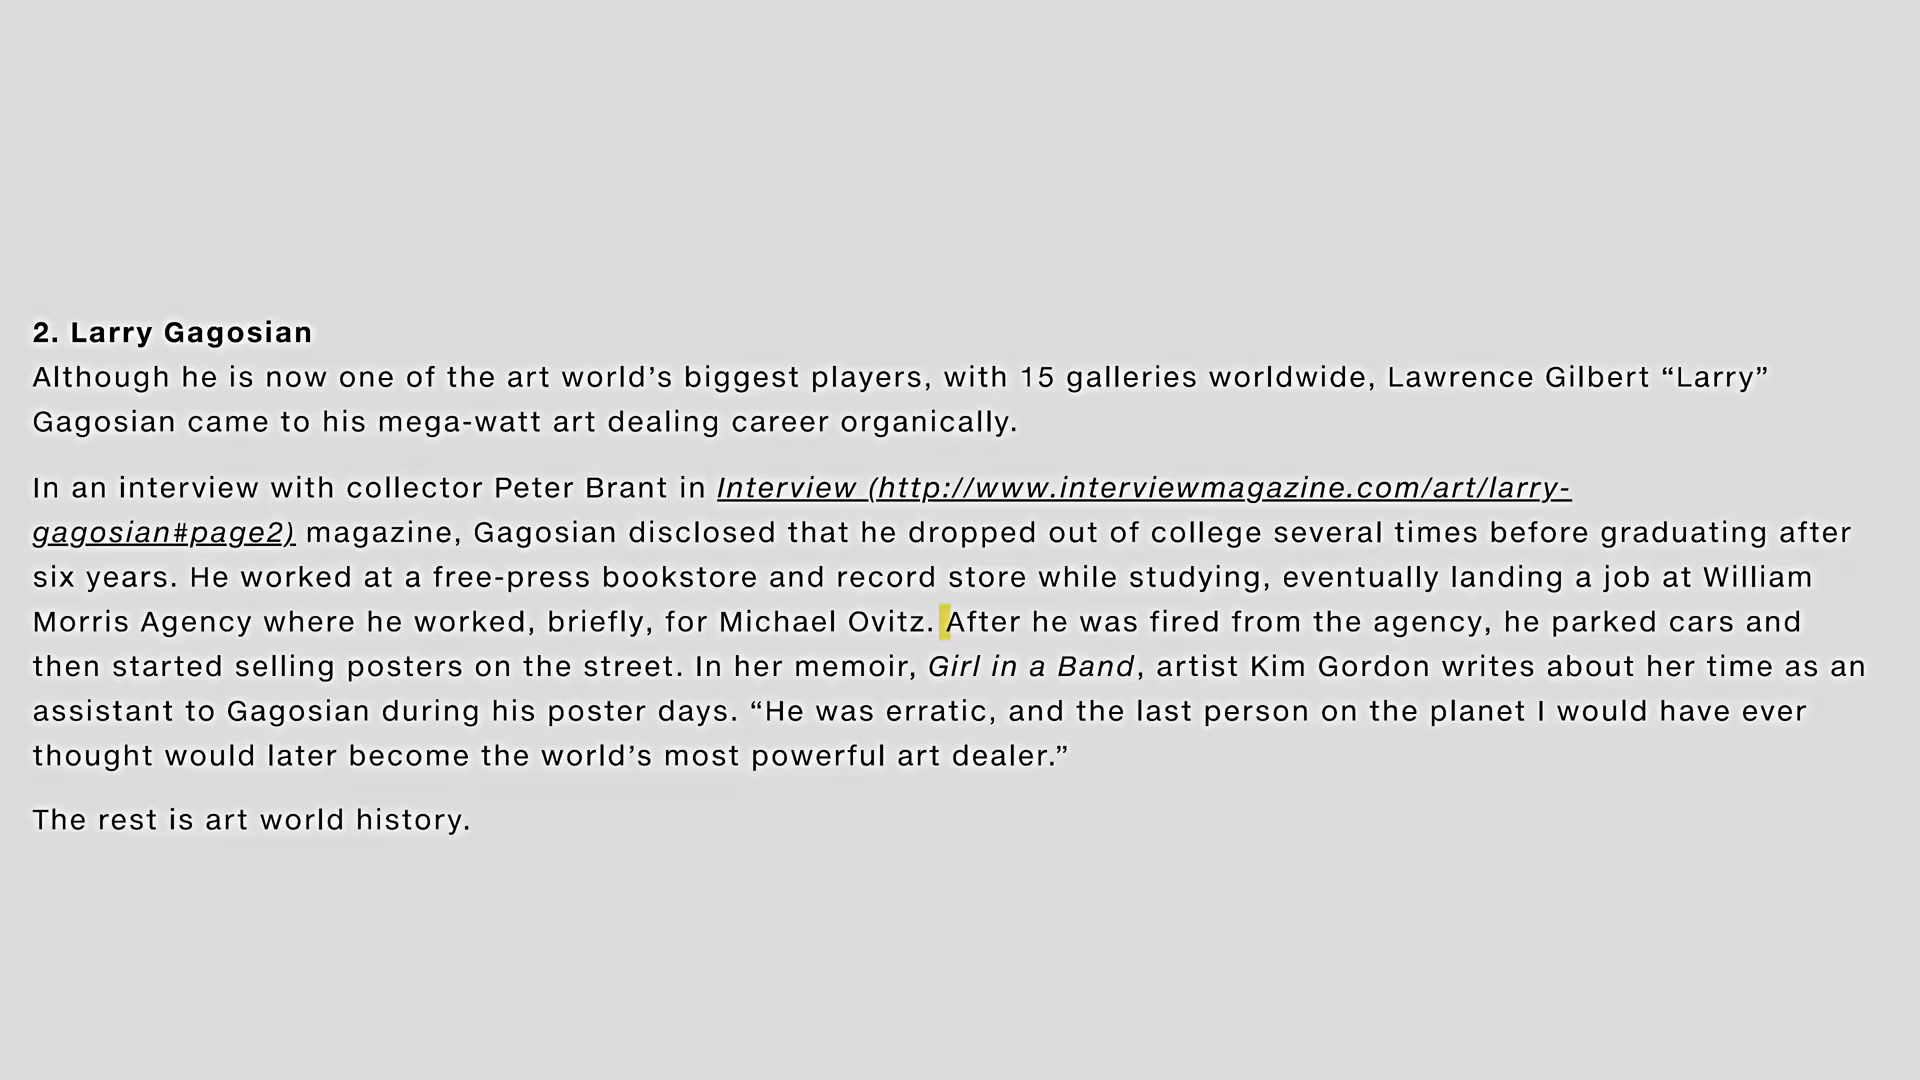 2. Larry Gagosian
Although he is now one of the art world’s biggest players, with 15 galleries worldwide, Lawrence Gilbert “Larry”
Gagosian came to his mega-watt art dealing career organically.
In an interview with collector Peter Brant in Interview (http://www.interviewmagazine.com/art/larry-
gagosian#page2) magazine, Gagosian disclosed that he dropped out of college several times before graduating after
six years. He worked at a free-press bookstore and record store while studying, eventually landing a job at William
Morris Agency where he worked, briefly, for Michael Ovitz. After he was fired from the agency, he parked cars and
then started selling posters on the street. In her memoir, Girl in a Band, artist Kim Gordon writes about her time as an
assistant to Gagosian during his poster days. “He was erratic, and the last person on the planet I would have ever
thought would later become the world’s most powerful art dealer.”
The rest is art world history.